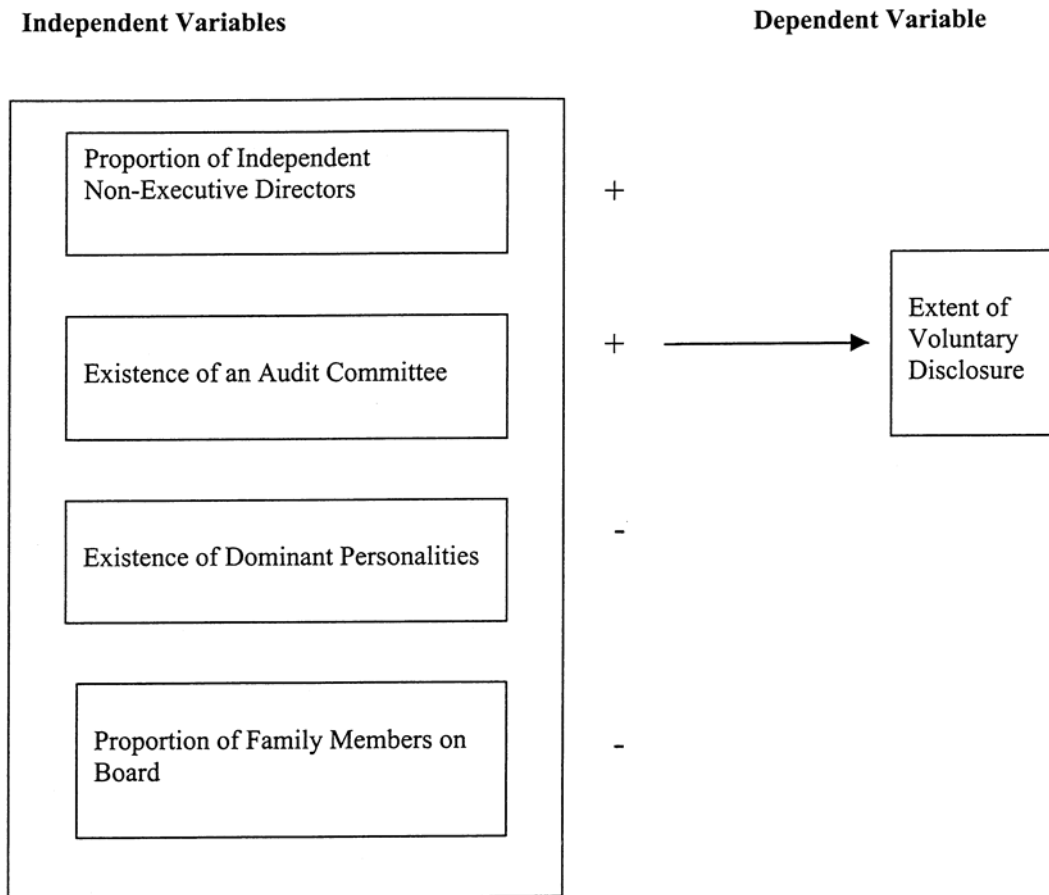 Independent Variables
Dependent Variable
Proportion of Independent
Non-Executive Directors
+
Existence of an Audit Committee
+
Extent of
Voluntary
Disclosure
Existence of Dominant Personalities
-
Proportion of Family Members on
Board
-